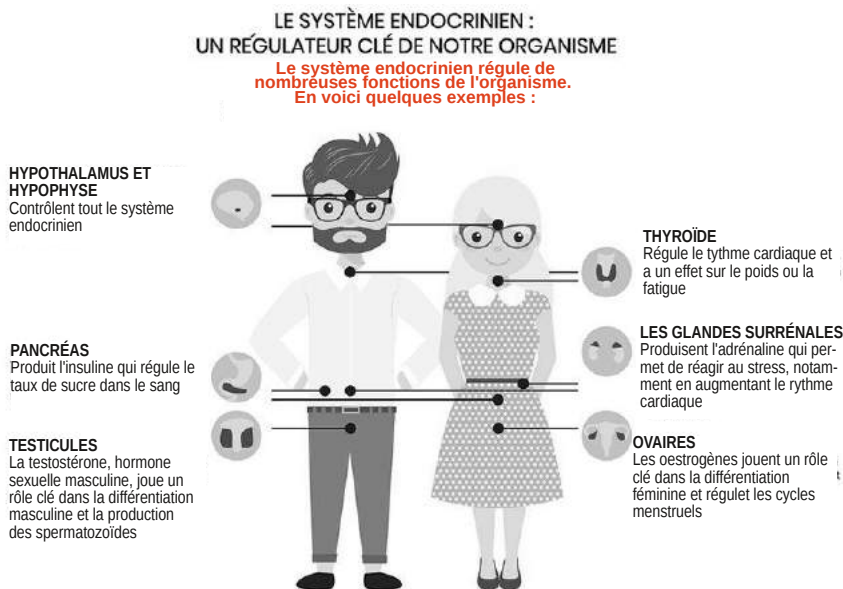 LE SYSTÈME ENDOCRINIEN :
UN RÉGULATEUR CLÉ DE NOTRE ORGANISME
Le système endocrinien régule de
nombreuses fonctions de l'organisme.
En voici quelques exemples :
HYPOTHALAMUS ET
HYPOPHYSE
Contrôlent tout le système
endocrinien
THYROÏDE
Régule le tythme cardiaque et
a un effet sur le poids ou la
fatigue
PANCRÉAS
Produit l'insuline qui régule le
taux de sucre dans le sang
LES GLANDES SURRÉNALES
Produisent l'adrénaline qui per-
met de réagir au stress, notam-
ment en augmentant le rythme
cardiaque
TESTICULES
La testostérone, hormone
sexuelle masculine, joue un
rôle clé dans la différentiation
masculine et la production
des spermatozoïdes
OVAIRES
Les oestrogènes jouent un rôle
clé dans la différentiation
féminine et régulet les cycles
menstruels